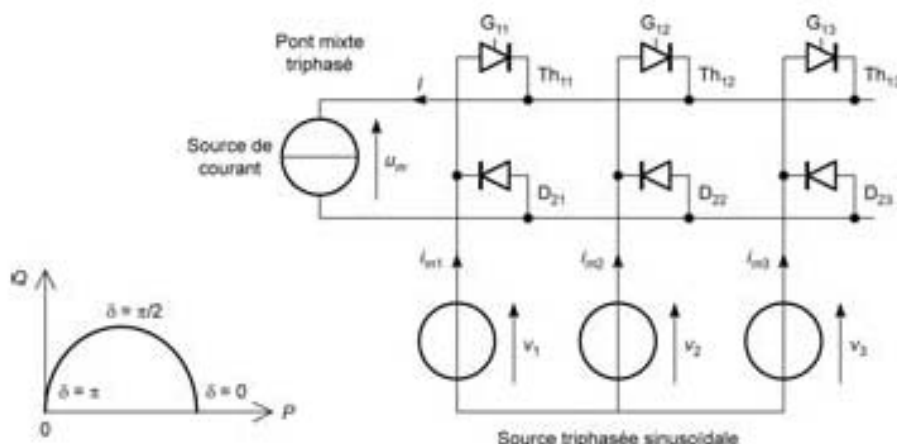 G11
G12
G13
Pont mixte
triphasé
Th11
Th12
Th13
I
Source de
courant
um
D21
D22
D23
im1
im2
im3
Q
δ = π/2
v1
v2
v3
δ = π
δ = 0
P
0
Source triphasée sinusoïdale